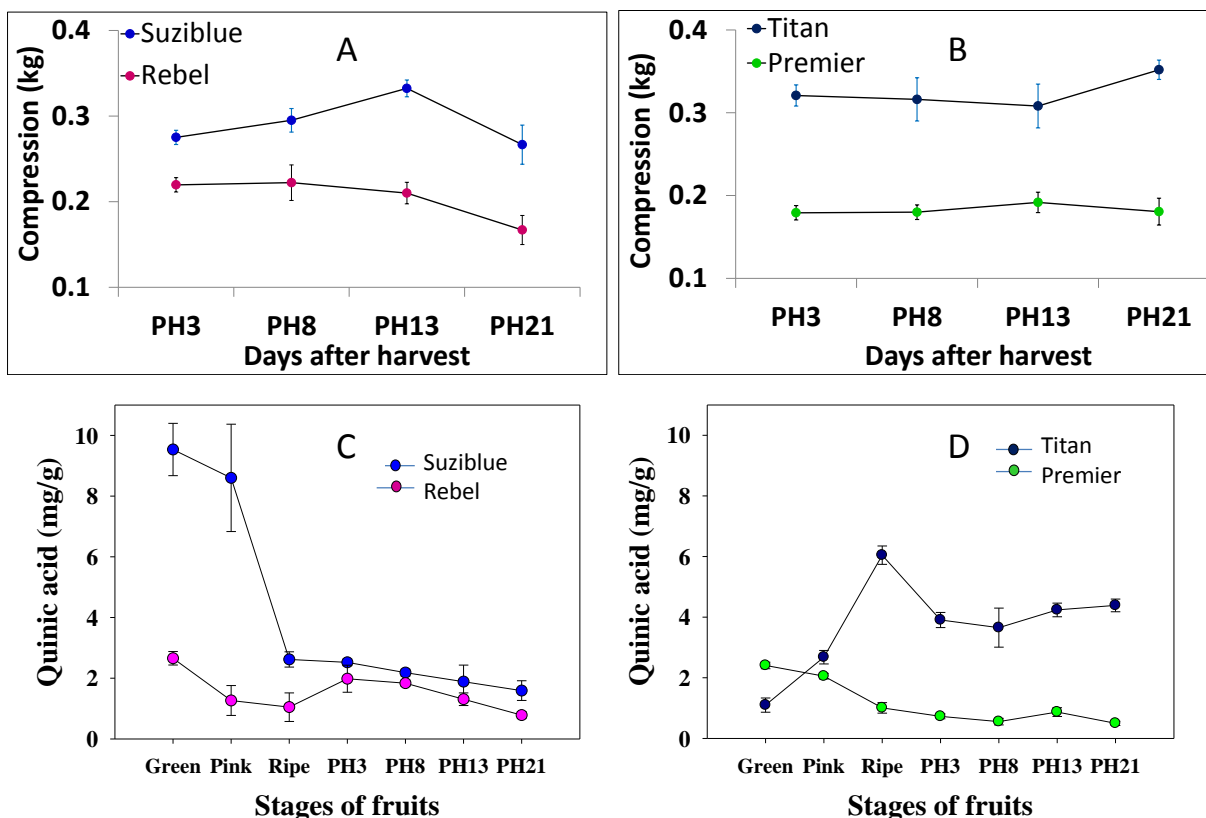 A
Suziblue
Rebel
Compression (kg)
0.4
0.3
0.2
0.1
PH3 PH8 PH13 PH21
Days after harvest
B
Titan
Premier
Compression (kg)
0.4
0.3
0.2
0.1
PH3 PH8 PH13 PH21
Days after harvest
C
Suziblue
Rebel
Quinic acid (mg/g)
10
8
6
4
2
0
Green Pink Ripe PH3 PH8 PH13 PH21
Stages of fruits
D
Titan
Premier
Quinic acid (mg/g)
10
8
6
4
2
0
Green Pink Ripe PH3 PH8 PH13 PH21
Stages of fruits